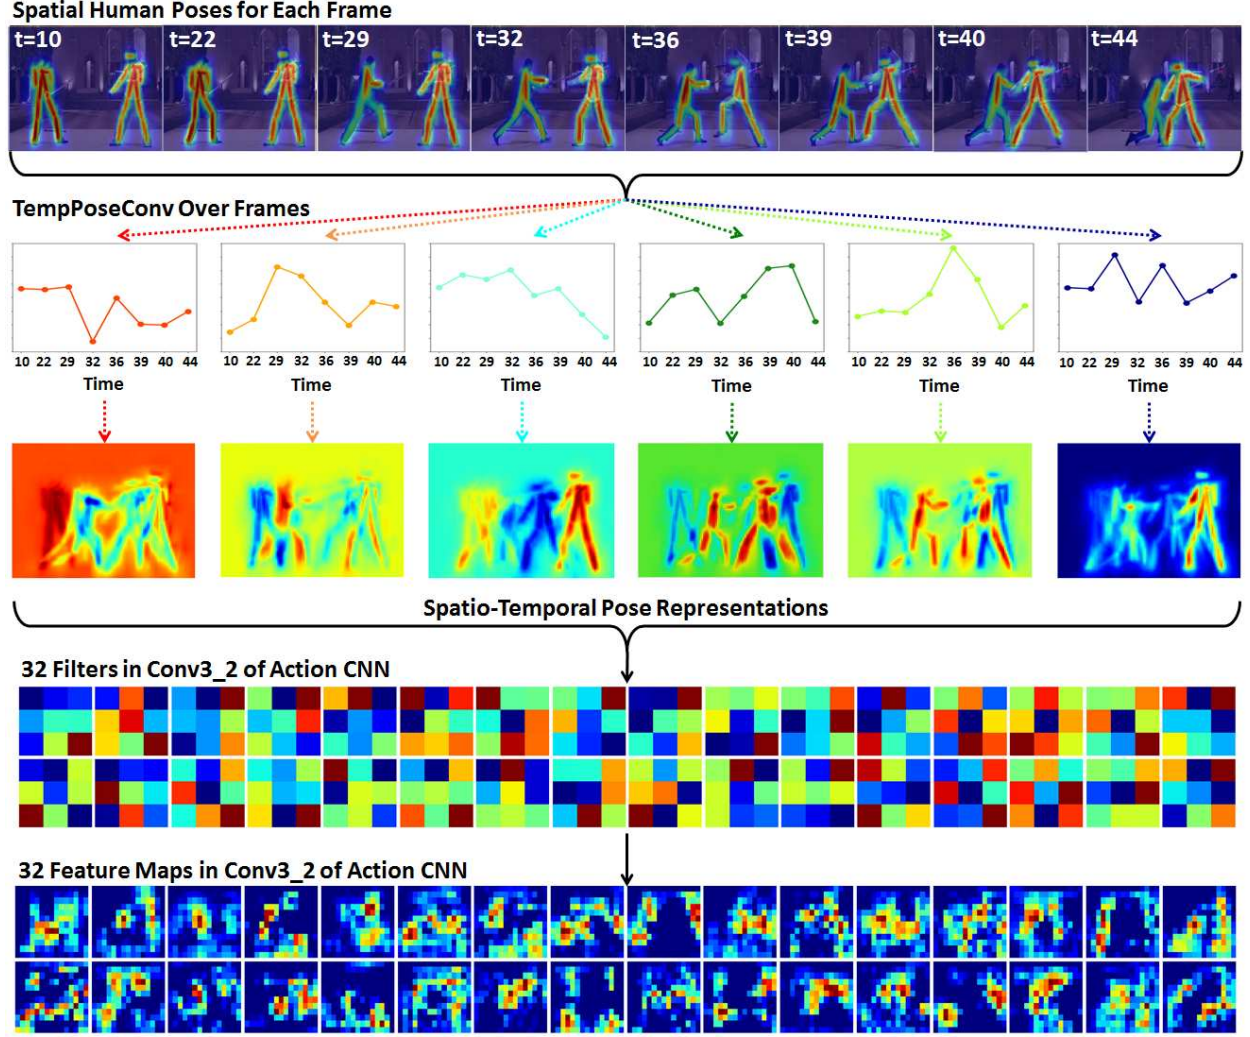 Spatial Human Poses for Each Frame
t=10 t=22 t=29 t=32 t=36 t=39 t=40 t=44
TempPoseConv Over Frames
10 22 29 32 36 39 40 44 10 22 29 32 36 39 40 44 10 22 29 32 36 39 40 44 10 22 29 32 36 39 40 44 10 22 29 32 36 39 40 44 10 22 29 32 36 39 40 44
Time Time Time Time Time Time
Spatio-Temporal Pose Representations
32 Filters in Conv3_2 of Action CNN
32 Feature Maps in Conv3_2 of Action CNN